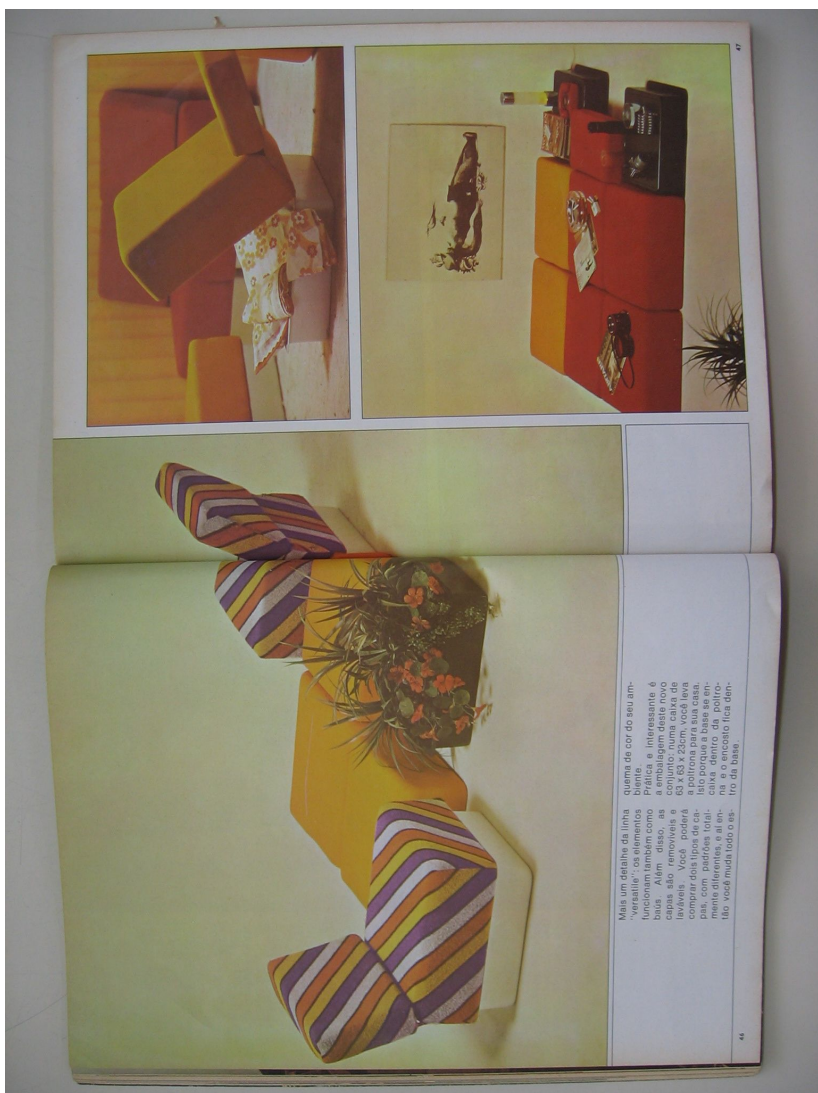 Mais um detalhe da linha
"versatile": os elementos
funcionam também como
baús. Além disso, as
capas são removíveis e
laváveis. Você poderá
comprar dois tipos de ca-
pas, com padrões total-
mente diferentes, e aí en-
tão você muda todo o es-
quema de cor do seu am-
biente.
Prática e interessante é
a embalagem deste novo
conjunto: numa caixa de
63 x 63 x 23cm, você leva
a poltrona para sua casa.
Isto porque a base se en-
caixa dentro da poltro-
na e o encosto fica den-
tro da base.
44
47